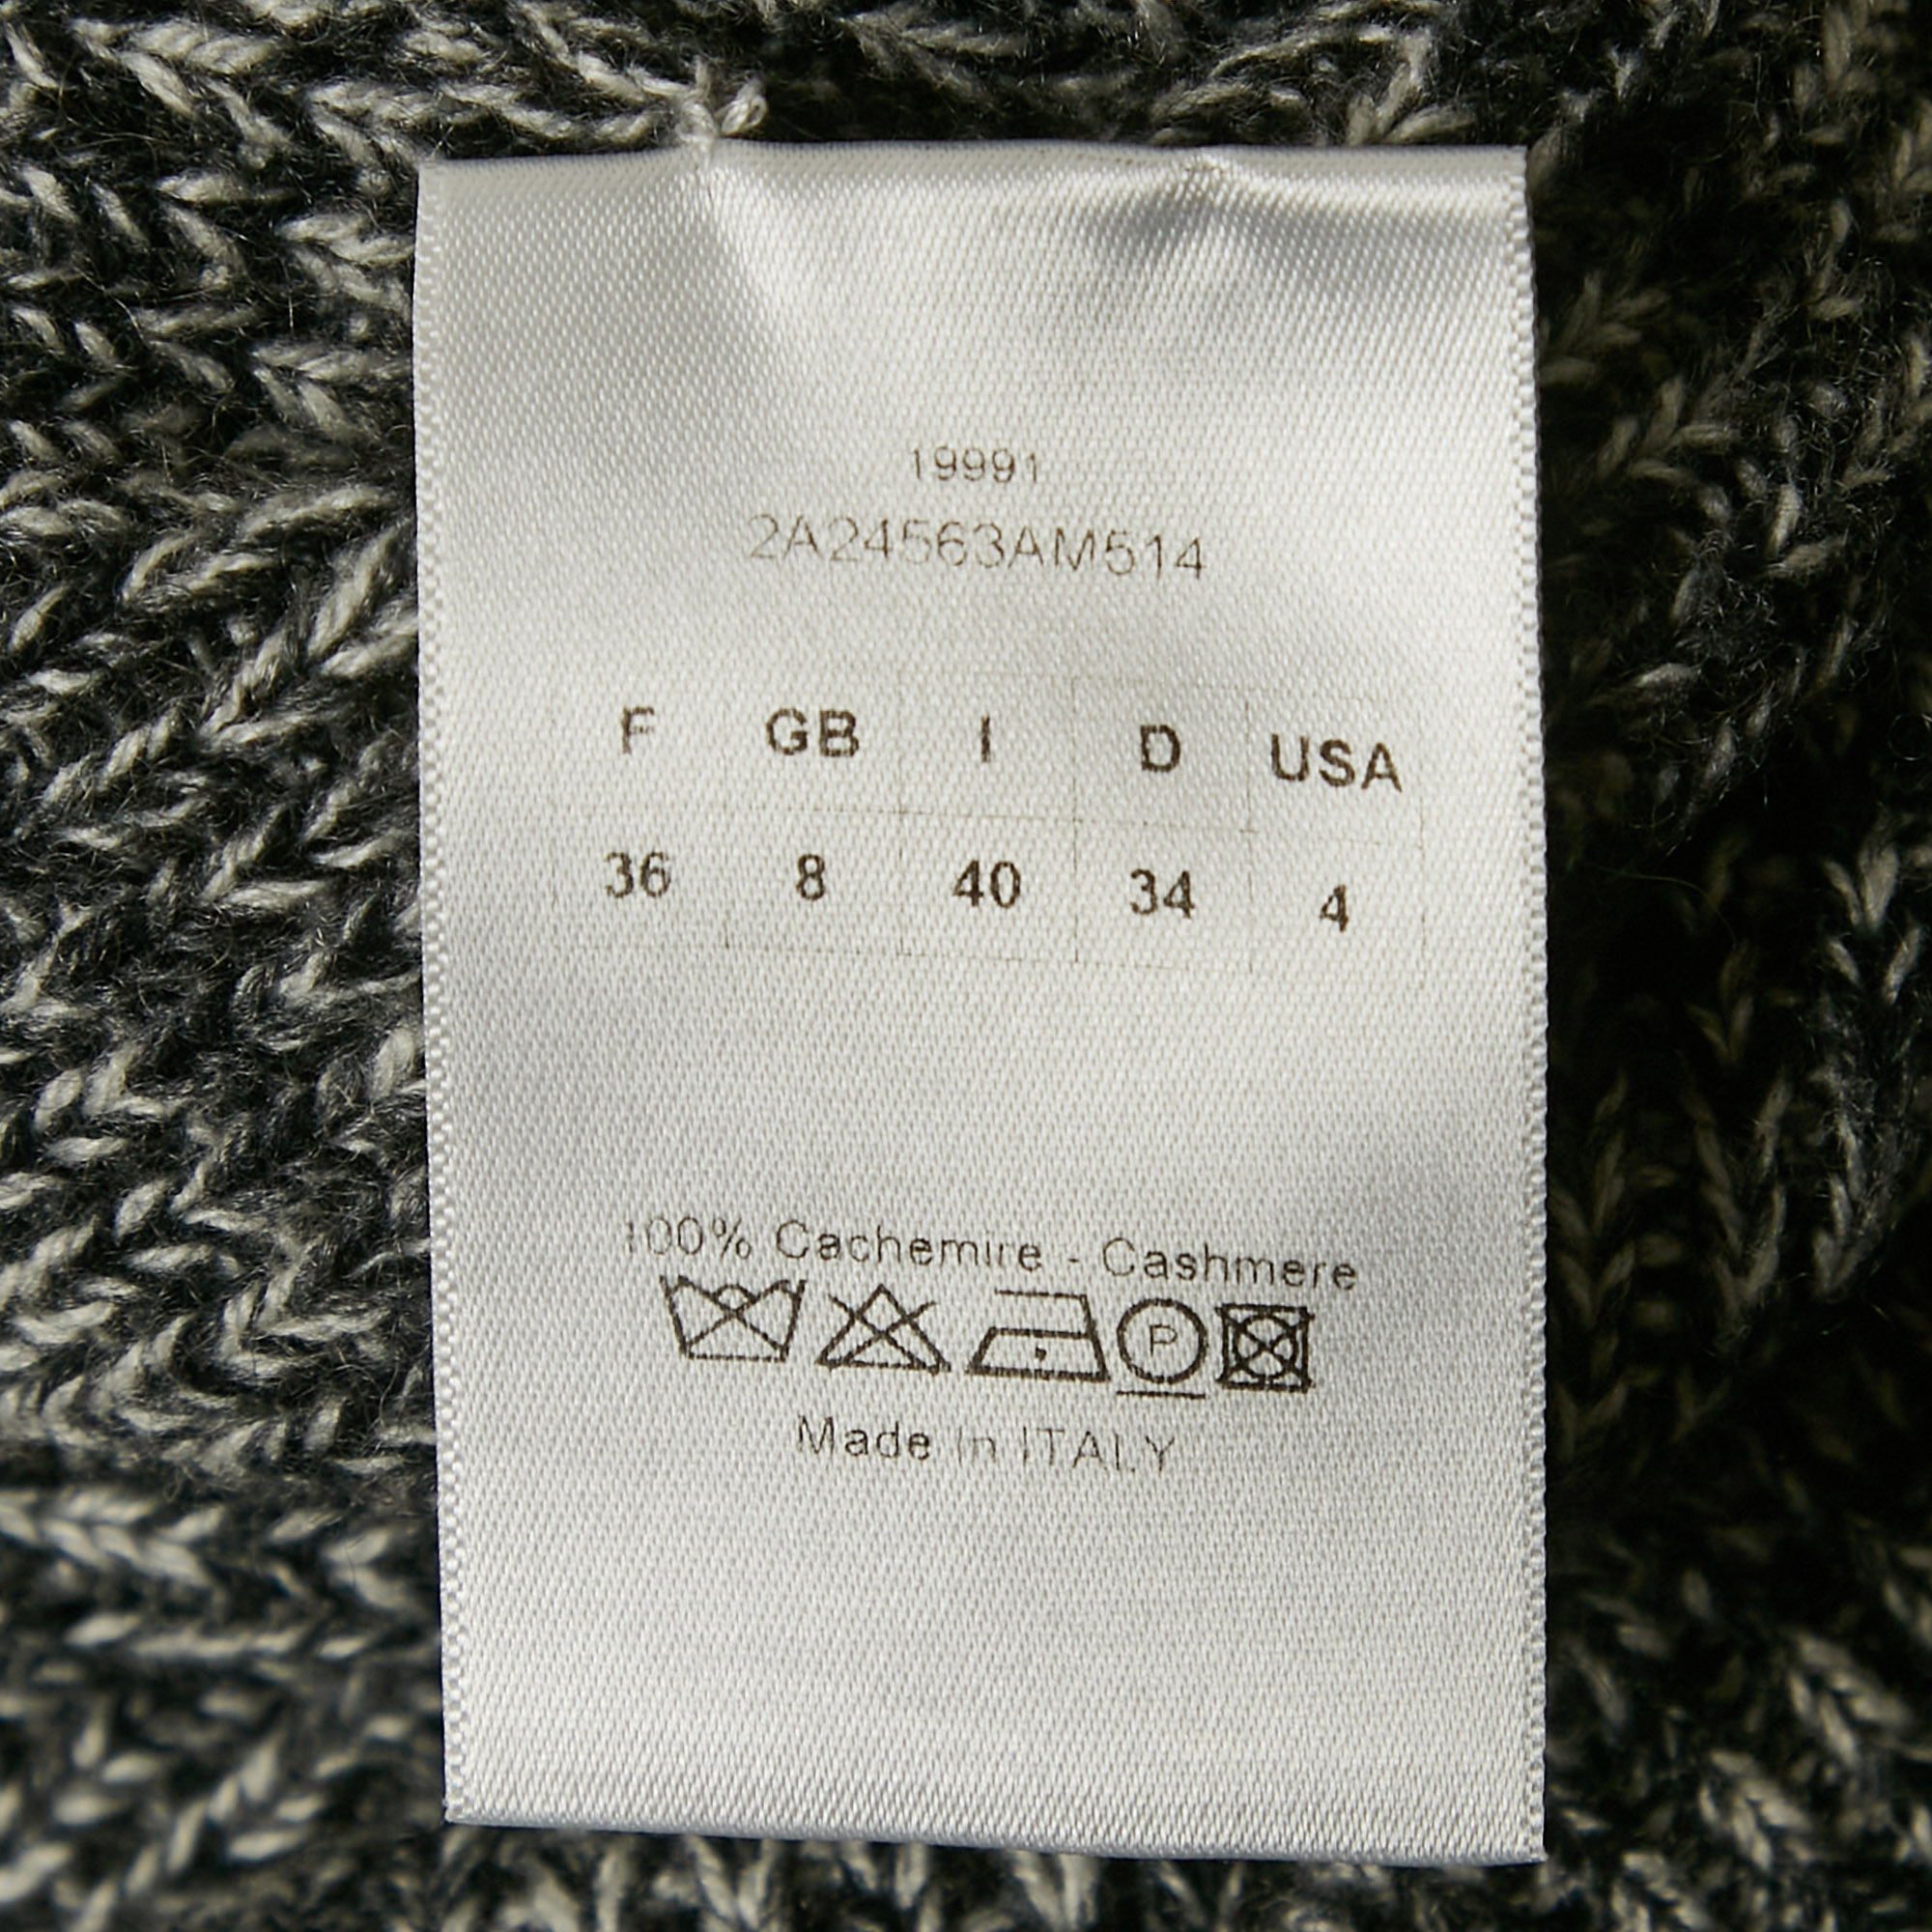 19991
2A24563AM514
F GB I D USA
36 8 40 34 4
100% Cachemire - Cashmere
P
Made In ITALY